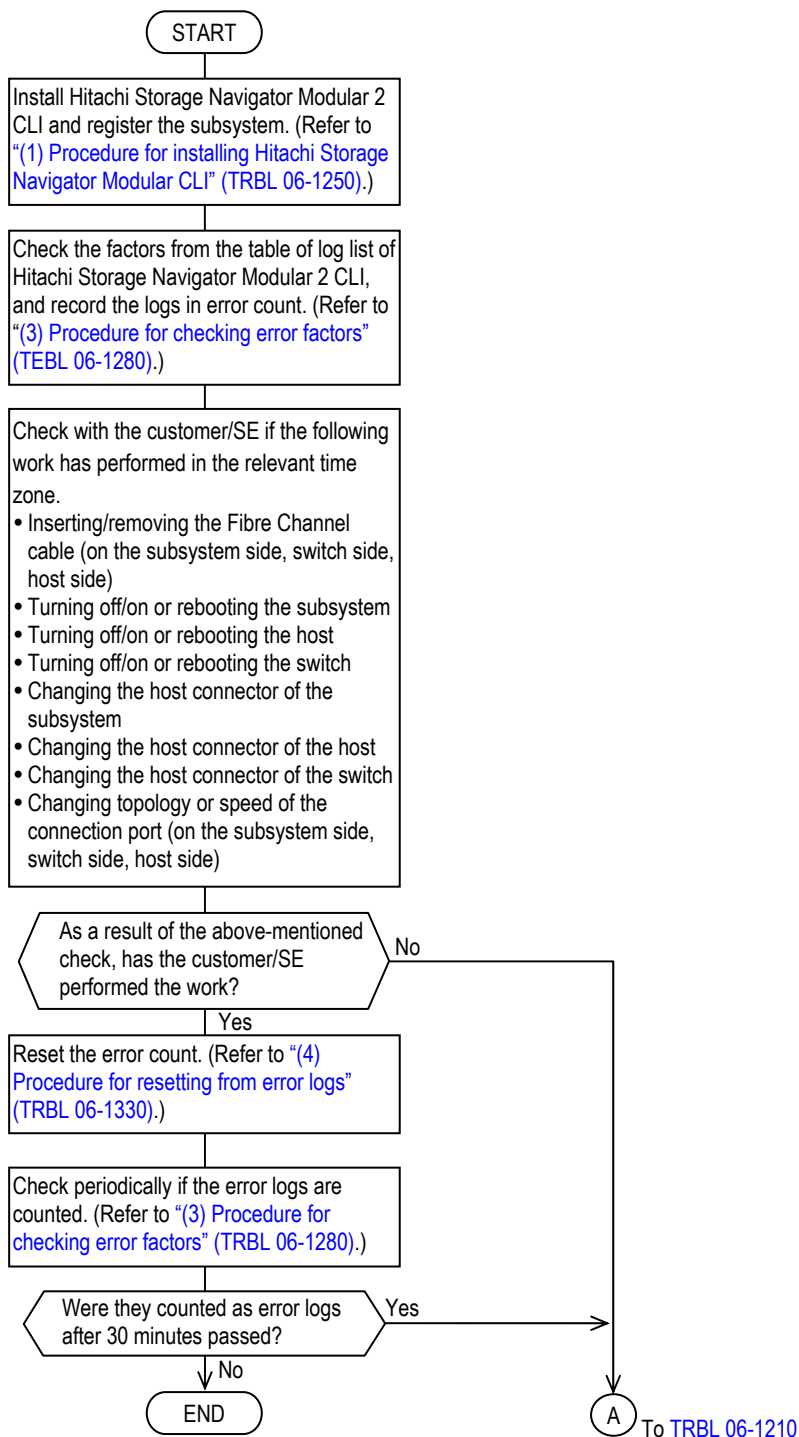 START
Install Hitachi Storage Navigator Modular 2
CLI and register the subsystem. (Refer to
“(1) Procedure for installing Hitachi Storage
Navigator Modular CLI” (TRBL 06-1250).)
Check the factors from the table of log list of
Hitachi Storage Navigator Modular 2 CLI,
and record the logs in error count. (Refer to
“(3) Procedure for checking error factors”
(TEBL 06-1280).)
Check with the customer/SE if the following
work has performed in the relevant time
zone.
• Inserting/removing the Fibre Channel
cable (on the subsystem side, switch side,
host side)
• Turning off/on or rebooting the subsystem
• Turning off/on or rebooting the host
• Turning off/on or rebooting the switch
• Changing the host connector of the
subsystem
• Changing the host connector of the host
• Changing the host connector of the switch
• Changing topology or speed of the
connection port (on the subsystem side,
switch side, host side)
As a result of the above-mentioned
check, has the customer/SE
performed the work?
No
Yes
Reset the error count. (Refer to “(4)
Procedure for resetting from error logs”
(TRBL 06-1330).)
Check periodically if the error logs are
counted. (Refer to “(3) Procedure for
checking error factors” (TRBL 06-1280).)
Were they counted as error logs
after 30 minutes passed?
Yes
No
END
A
To TRBL 06-1210